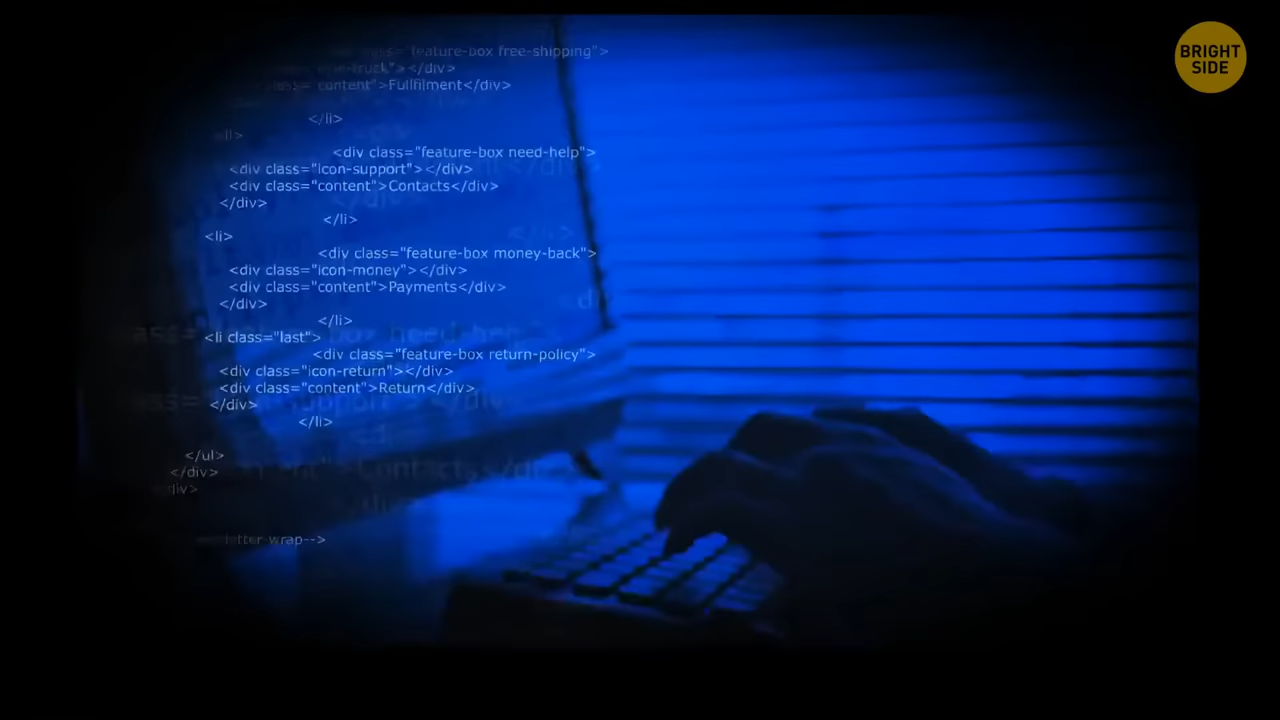 BRIGHT
SIDE
feature-box free-shipping">
></div>
content">Fullfilment</div>
</li>
<div class="feature-box need-help">
<div class="icon-support"></div>
<div class="content">Contacts</div>
</div>
</li>
<li>
<div class="feature-box money-back">
<div class="icon-money"></div>
<div class="content">Payments</div>
</div>
</li>
<li class="last">
<div class="feature-box return-policy">
<div class="icon-return"></div>
<div class="content">Return</div>
</div>
</li>
</ul>
</div>
div>
wrap-->